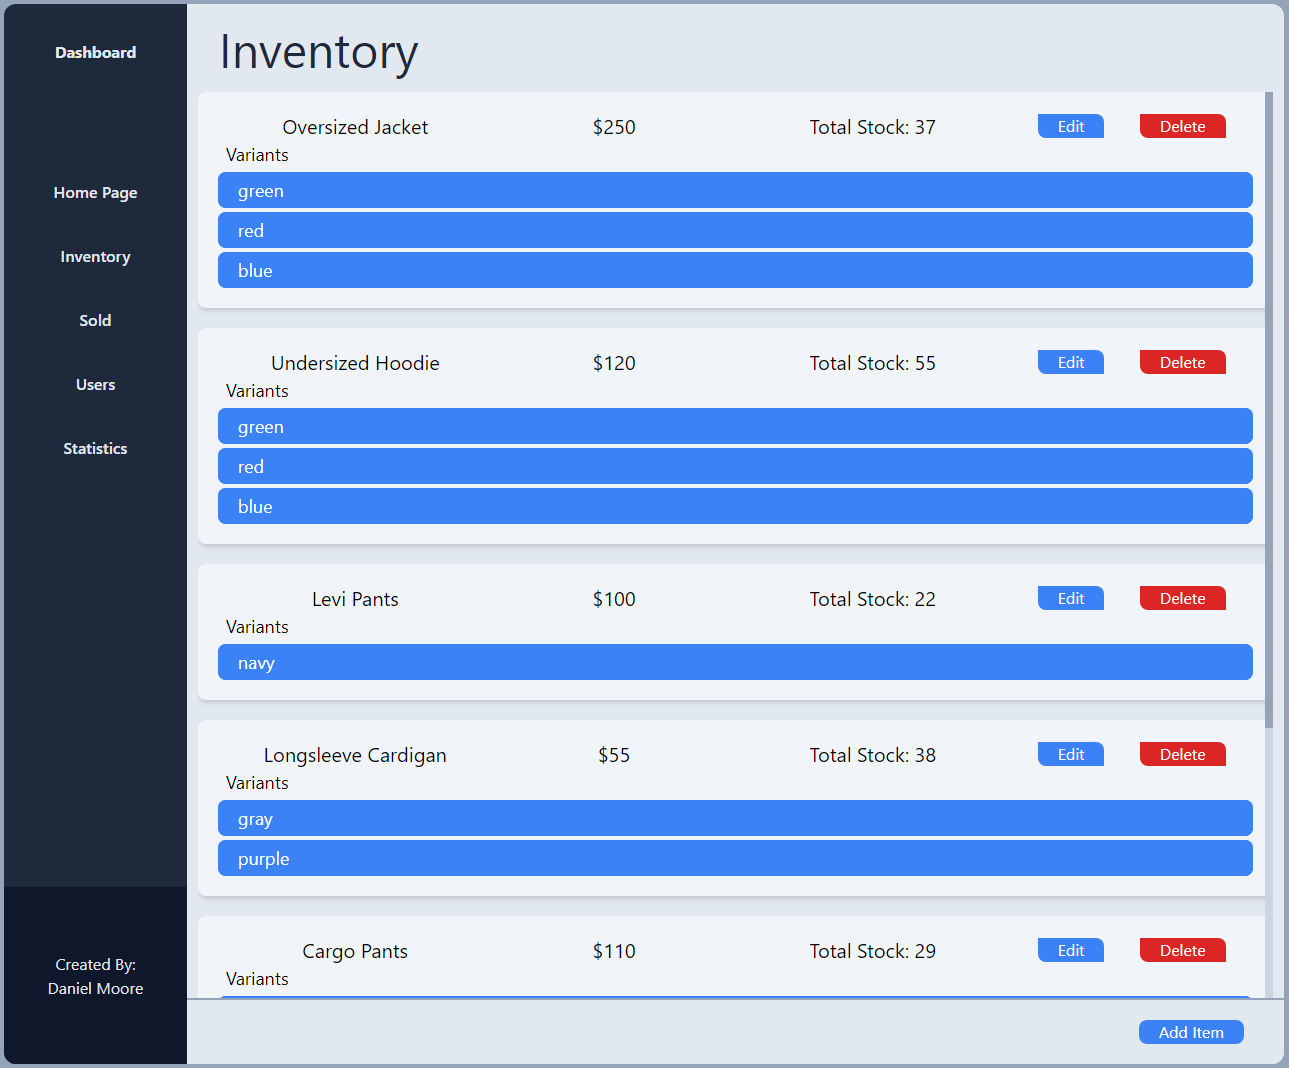 Dashboard
Home Page
Inventory
Sold
Users
Statistics
Created By:
Daniel Moore
Inventory
Oversized Jacket $250 Total Stock: 37 Edit Delete
Variants
green
red
blue
Undersized Hoodie $120 Total Stock: 55 Edit Delete
Variants
green
red
blue
Levi Pants $100 Total Stock: 22 Edit Delete
Variants
navy
Longsleeve Cardigan $55 Total Stock: 38 Edit Delete
Variants
gray
purple
Cargo Pants $110 Total Stock: 29 Edit Delete
Variants
Add Item